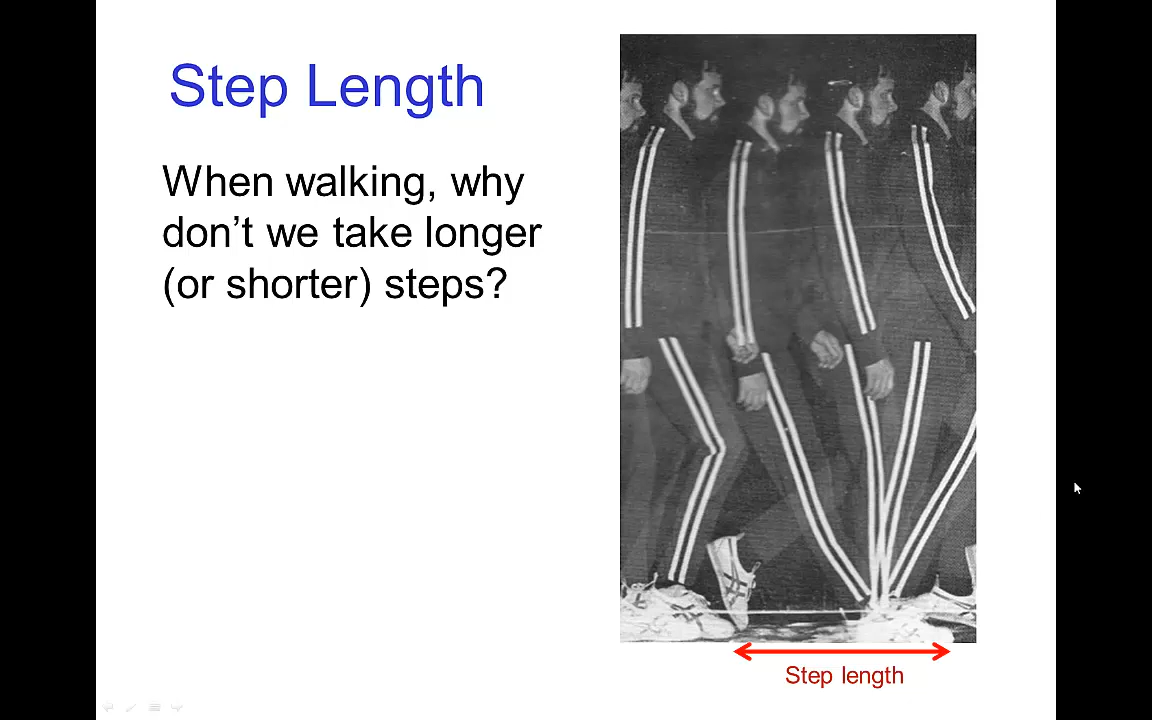 Step Length
When walking, why
don't we take longer
(or shorter) steps?
Step length